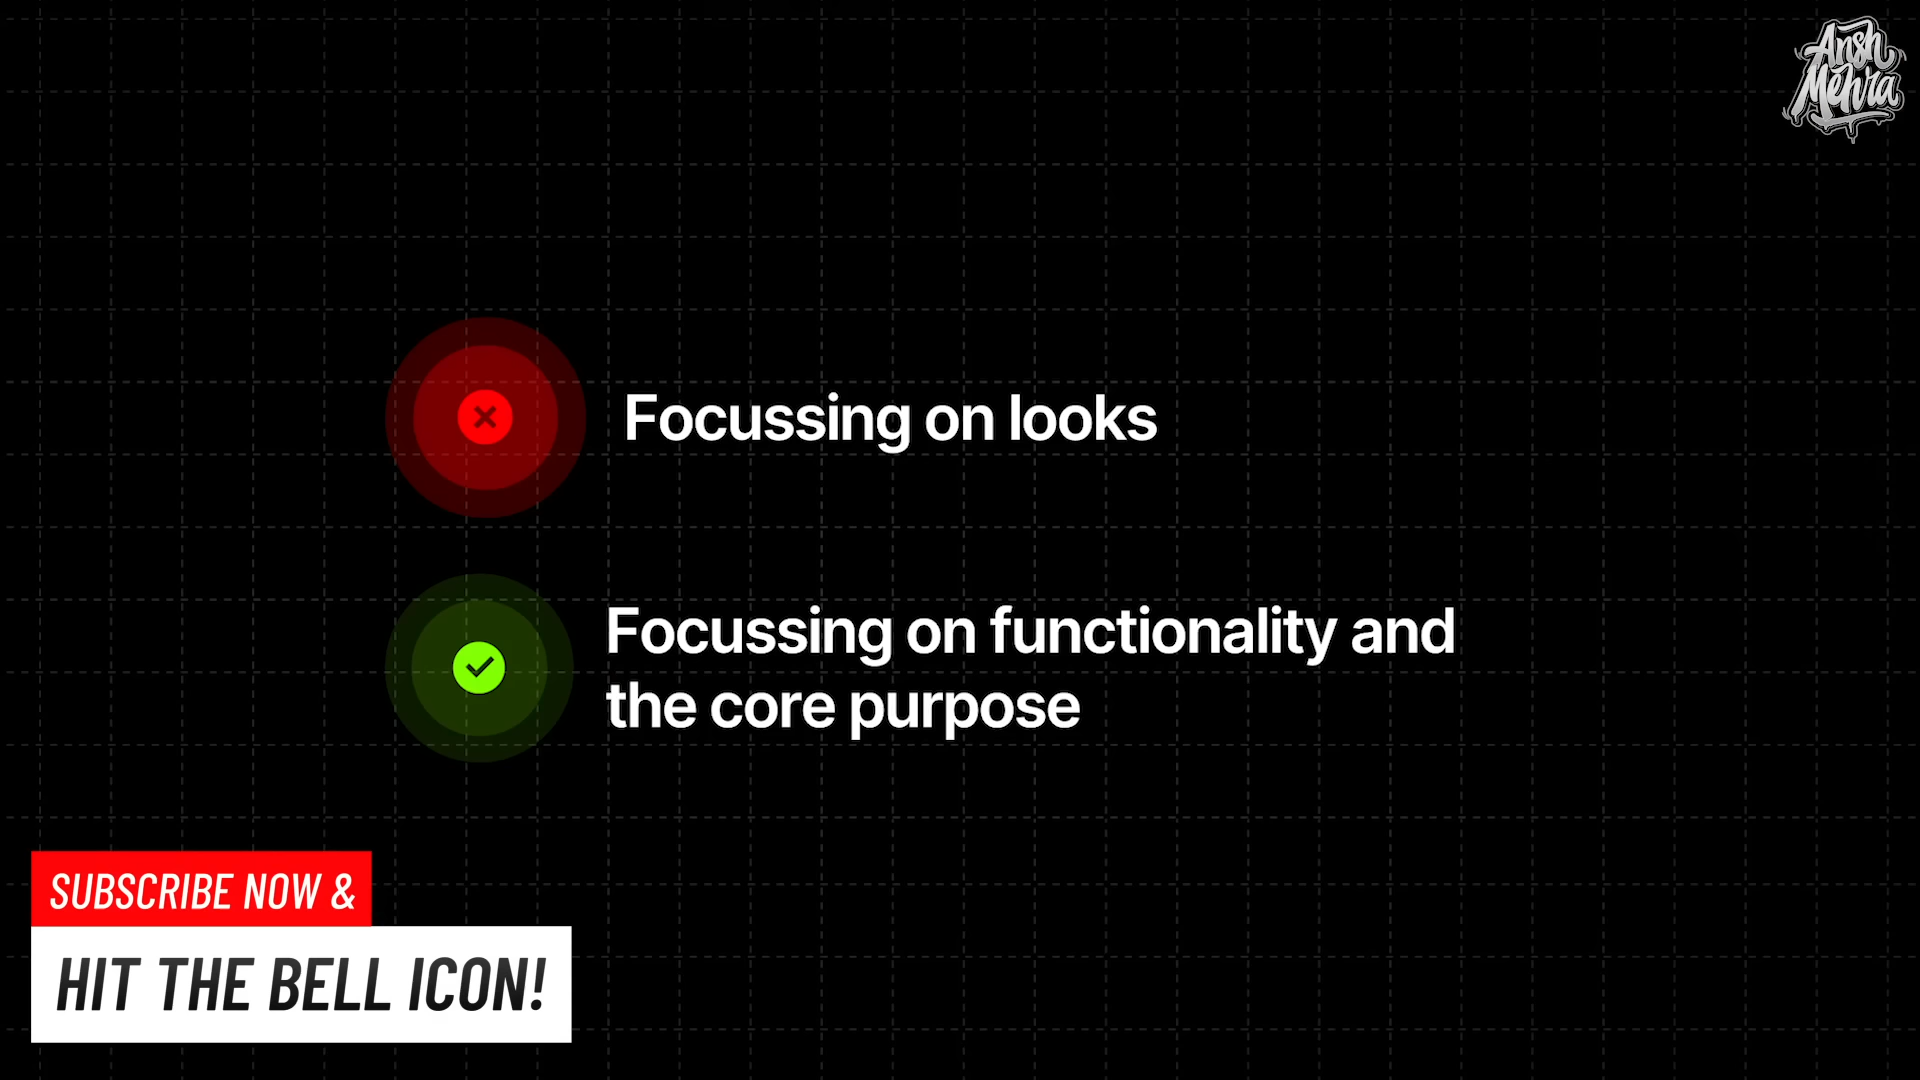 Ansh
Mehra
Focussing on looks
Focussing on functionality and
the core purpose
SUBSCRIBE NOW &
HIT THE BELL ICON!